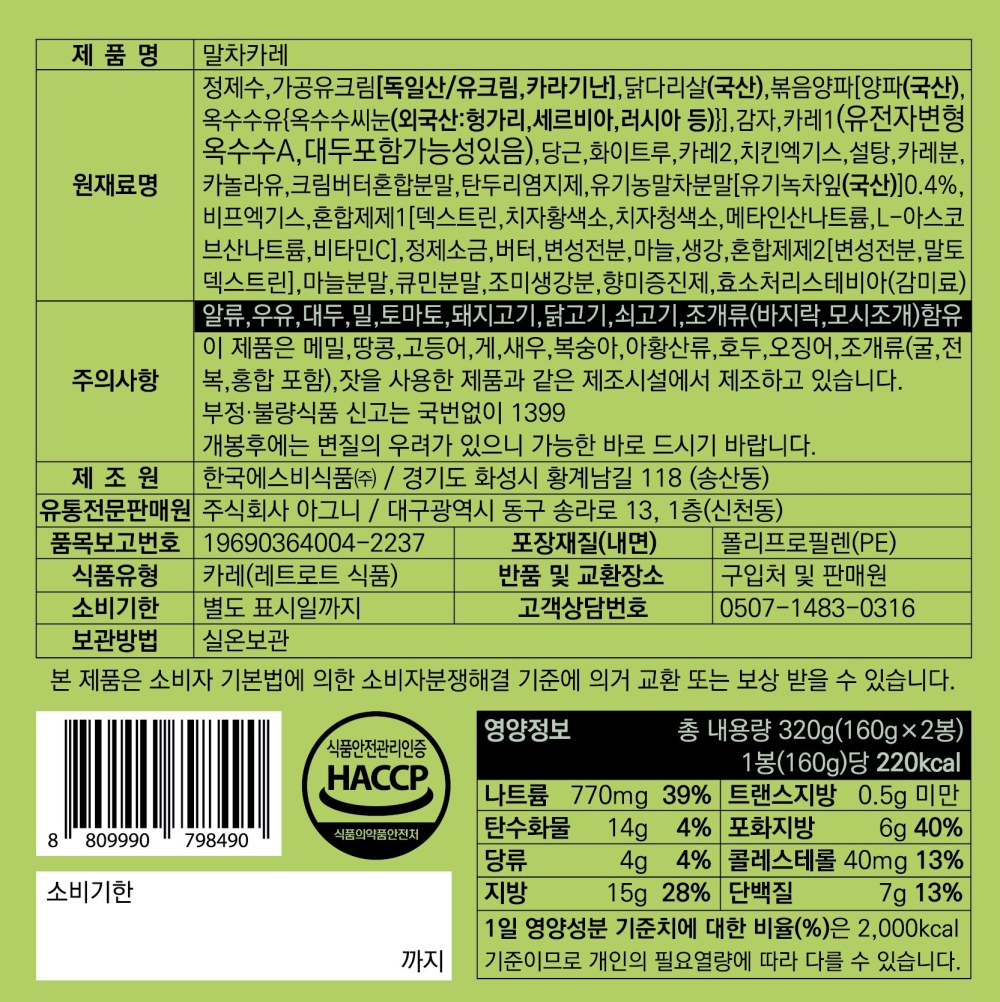 제 품 명 말차카레
원재료명
정제수,가공유크림[독일산/유크림,카라기난],닭다리살(국산),볶음양파[양파(국산),
옥수수유{옥수수씨눈(외국산:헝가리,세르비아,러시아 등)}],감자,카레1(유전자변형
옥수수A,대두포함가능성있음),당근,화이트루,카레2,치킨엑기스,설탕,카레분,
카놀라유,크림버터혼합분말,탄두리염지제,유기농말차분말[유기녹차잎(국산)]0.4%,
비프엑기스,혼합제제1[덱스트린,치자황색소,치자청색소,메타인산나트륨,L-아스코
브산나트륨,비타민C],정제소금,버터,변성전분,마늘,생강,혼합제제2[변성전분,말토
덱스트린],마늘분말,큐민분말,조미생강분,향미증진제,효소처리스테비아(감미료)
주의사항
알류,우유,대두,밀,토마토,돼지고기,닭고기,쇠고기,조개류(바지락,모시조개)함유
이 제품은 메밀,땅콩,고등어,게,새우,복숭아,아황산류,호두,오징어,조개류(굴,전
복,홍합 포함),잣을 사용한 제품과 같은 제조시설에서 제조하고 있습니다.
부정·불량식품 신고는 국번없이 1399
개봉후에는 변질의 우려가 있으니 가능한 바로 드시기 바랍니다.
제 조 원 한국에스비식품㈜ / 경기도 화성시 황계남길 118 (송산동)
유통전문판매원 주식회사 아그니 / 대구광역시 동구 송라로 13, 1층(신천동)
품목보고번호 19690364004-2237 포장재질(내면) 폴리프로필렌(PE)
식품유형 카레(레트로트 식품) 반품 및 교환장소 구입처 및 판매원
소비기한 별도 표시일까지 고객상담번호 0507-1483-0316
보관방법 실온보관
본 제품은 소비자 기본법에 의한 소비자분쟁해결 기준에 의거 교환 또는 보상 받을 수 있습니다.
8 809990 798490
식품안전관리인증
HACCP
식품의약품안전처
소비기한
까지
영양정보 총 내용량 320g(160g×2봉)
1봉(160g)당 220kcal
나트륨 770mg 39% 트랜스지방 0.5g 미만
탄수화물 14g 4% 포화지방 6g 40%
당류 4g 4% 콜레스테롤 40mg 13%
지방 15g 28% 단백질 7g 13%
1일 영양성분 기준치에 대한 비율(%)은 2,000kcal
기준이므로 개인의 필요열량에 따라 다를 수 있습니다.